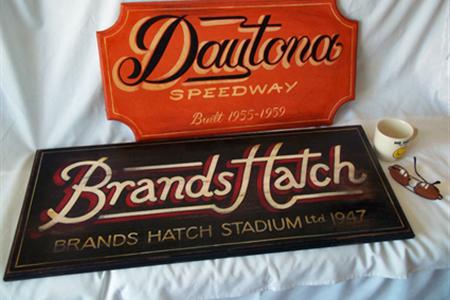 Daytona
SPEEDWAY
Built 1955-1959
Brands Hatch
BRANDS HATCH STADIUM Ltd 1947